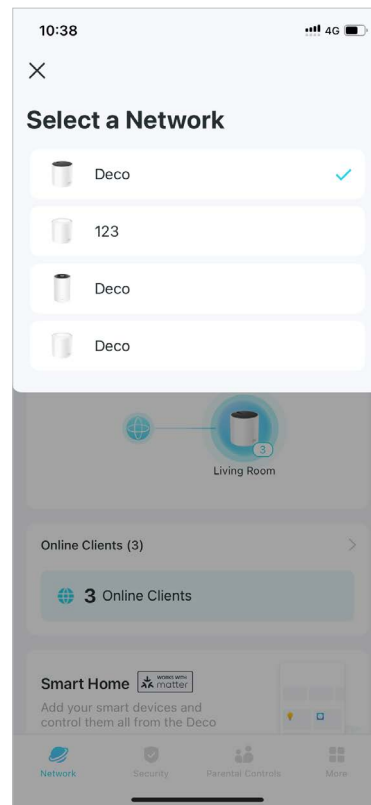 10:38
4G
Select a Network
Deco
123
Deco
Deco
3
Living Room
Online Clients (3)
3 Online Clients
Smart Home
WORKS WITH
matter
Add your smart devices and
control them all from the Deco
Network
Security
Parental Controls
More